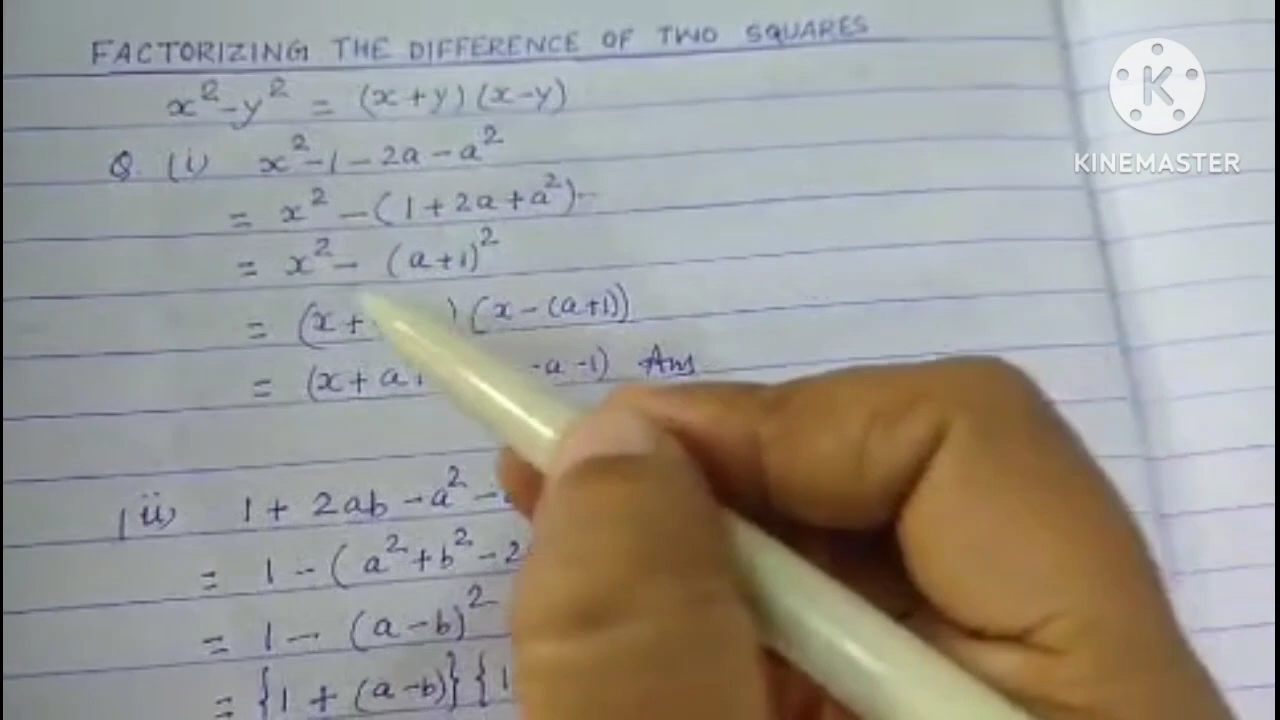 FACTORIZING THE DIFFERENCE OF TWO SQUARES
x² - y² = (x+y) (x-y)
Q. (i) x² - 1 - 2a - a²
= x² - (1 + 2a + a²)
= x² - (a+1)²
= (x + ) (x - (a+1))
= (x + a -a -1) Ans
(ii) 1 + 2ab - a² -
= 1 - ( a² + b² - 2
= 1 - (a-b)²
= {1 + (a-b)} {1
K
KINEMASTER